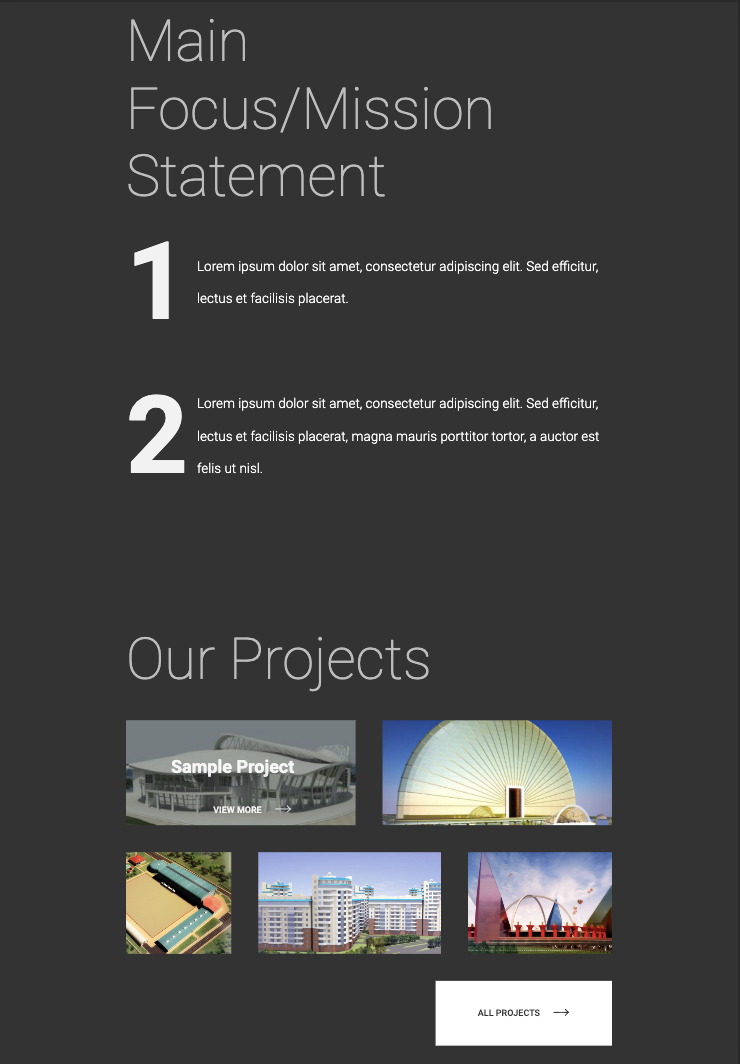 Main
Focus/Mission
Statement
1
Lorem ipsum dolor sit amet, consectetur adipiscing elit. Sed efficitur,
lectus et facilisis placerat.
2
Lorem ipsum dolor sit amet, consectetur adipiscing elit. Sed efficitur,
lectus et facilisis placerat, magna mauris porttitor tortor, a auctor est
felis ut nisl.
Our Projects
Sample Project
VIEW MORE
ALL PROJECTS